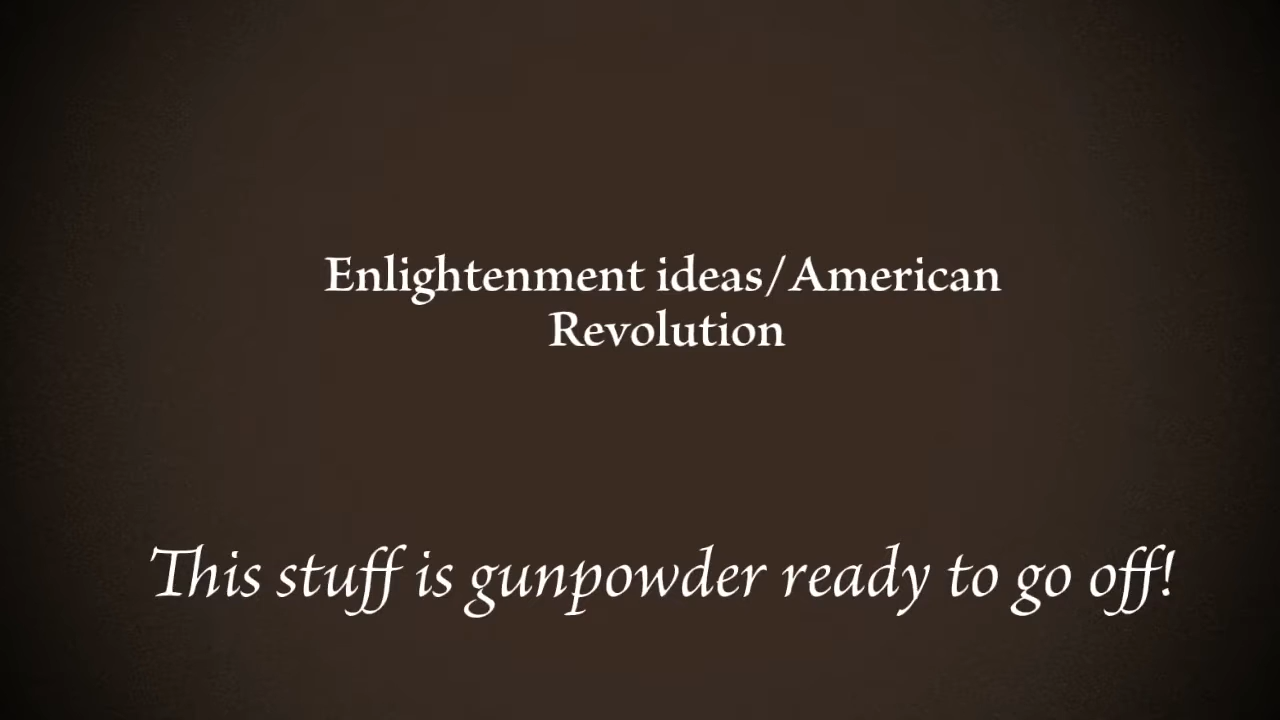 Enlightenment ideas/American
Revolution
This stuff is gunpowder ready to go off!